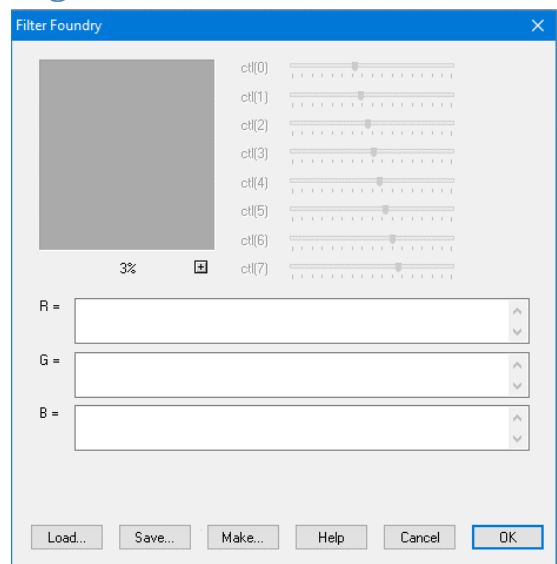 Filter Foundry
ctl(0)
ctl(1)
ctl(2)
ctl(3)
ctl(4)
ctl(5)
ctl(6)
3%
ctl(7)
R =
G =
B =
Load... Save... Make... Help Cancel OK